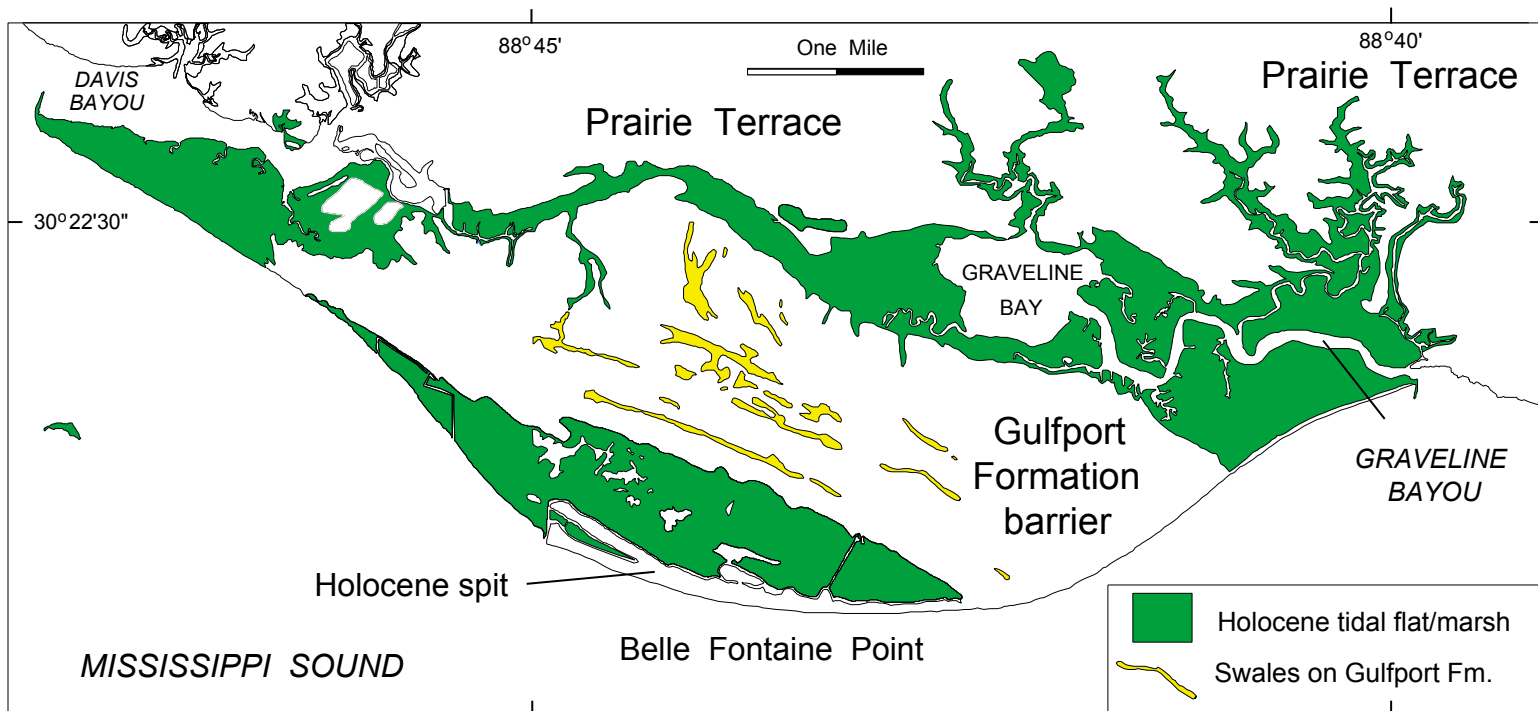 88°45'
88°40'
One Mile
DAVIS
BAYOU
Prairie Terrace
Prairie Terrace
30°22'30"
GRAVELINE
BAY
Gulfport
Formation
barrier
GRAVELINE
BAYOU
Holocene spit
Belle Fontaine Point
MISSISSIPPI SOUND
Holocene tidal flat/marsh
Swales on Gulfport Fm.